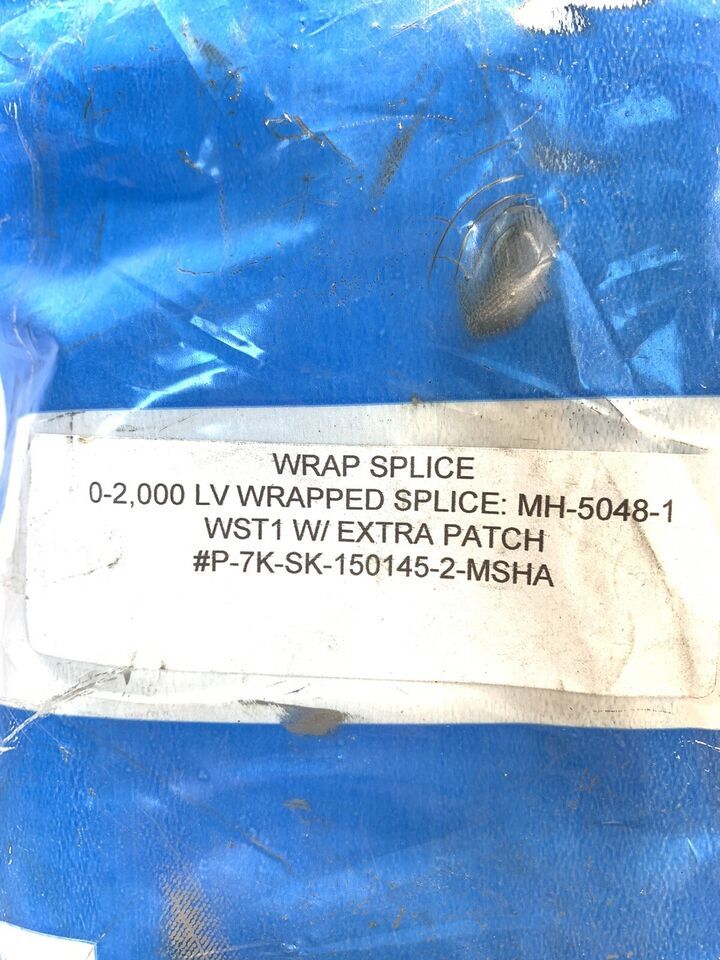 WRAP SPLICE
0-2,000 LV WRAPPED SPLICE: MH-5048-1
WST1 W/ EXTRA PATCH
#P-7K-SK-150145-2-MSHA